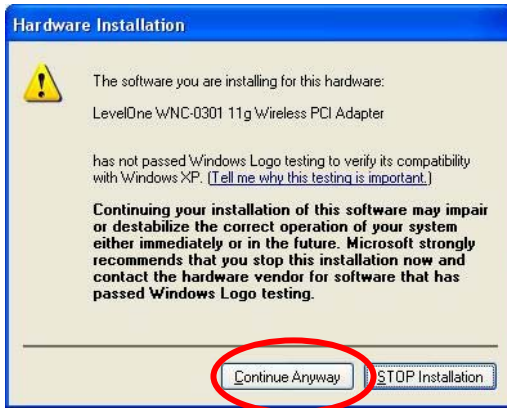 Hardware Installation
The software you are installing for this hardware:
LevelOne WNC-0301 11g Wireless PCI Adapter
has not passed Windows Logo testing to verify its compatibility
with Windows XP. (Tell me why this testing is important.)
Continuing your installation of this software may impair
or destabilize the correct operation of your system
either immediately or in the future. Microsoft strongly
recommends that you stop this installation now and
contact the hardware vendor for software that has
passed Windows Logo testing.
Continue Anyway
STOP Installation